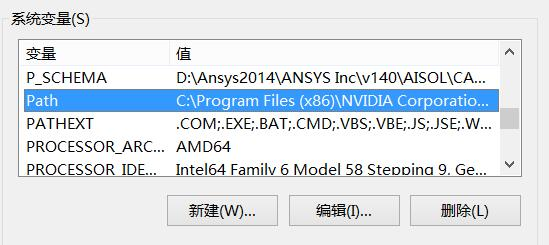 系统变量(S)
变量 值
P_SCHEMA D:\Ansys2014\ANSYS Inc\v140\AISOL\CA...
Path C:\Program Files (x86)\NVIDIA Corporatio...
PATHEXT .COM;.EXE;.BAT;.CMD;.VBS;.VBE;.JS;.JSE;.W...
PROCESSOR_ARC... AMD64
PROCESSOR_IDE... Intel64 Family 6 Model 58 Stepping 9, Ge...
新建(W)... 编辑(I)... 删除(L)